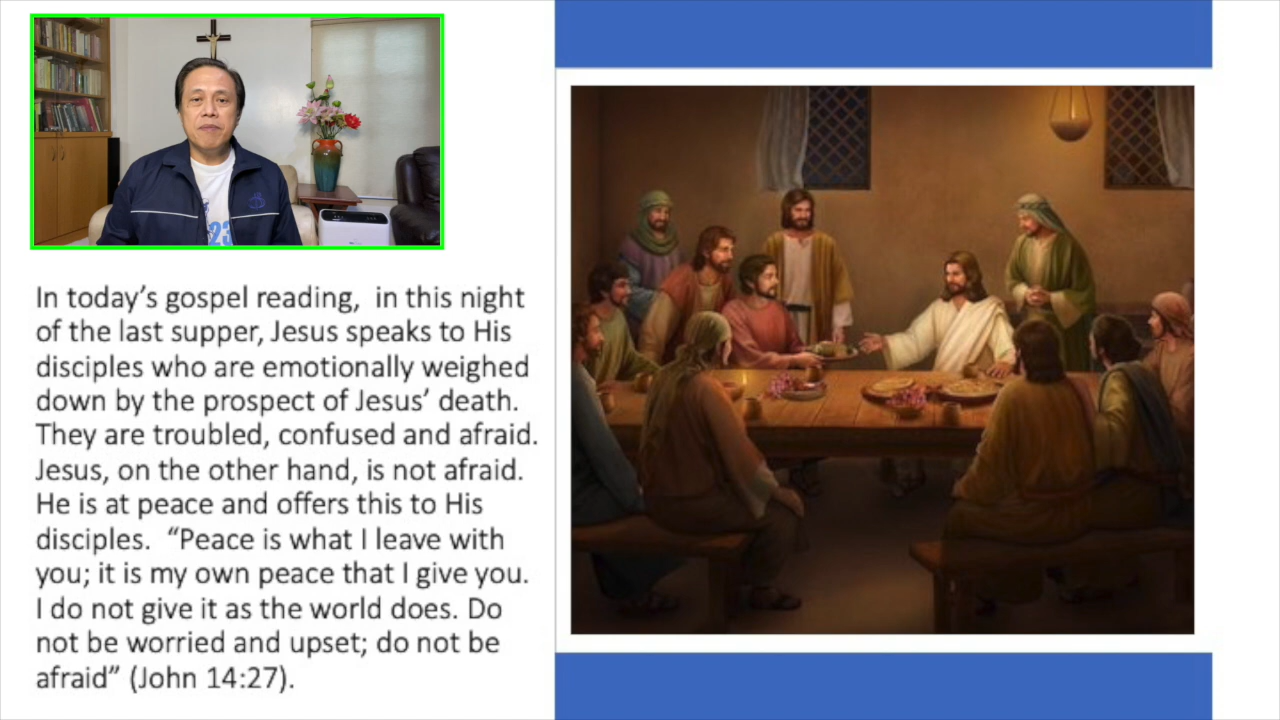 23
In today’s gospel reading,  in this night
of the last supper, Jesus speaks to His
disciples who are emotionally weighed
down by the prospect of Jesus’ death.
They are troubled, confused and afraid.
Jesus, on the other hand, is not afraid.
He is at peace and offers this to His
disciples.  “Peace is what I leave with
you; it is my own peace that I give you.
I do not give it as the world does. Do
not be worried and upset; do not be
afraid” (John 14:27).